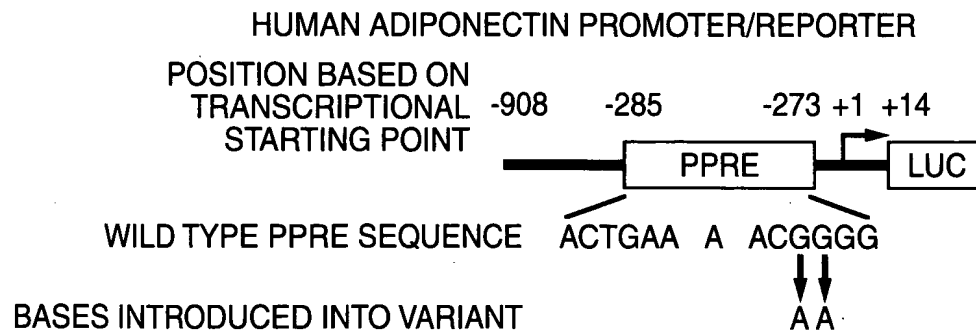 HUMAN ADIPONECTIN PROMOTER/REPORTER
POSITION BASED ON
TRANSCRIPTIONAL
STARTING POINT
-908 -285 -273 +1 +14
PPRE LUC
WILD TYPE PPRE SEQUENCE ACTGAA A ACGGGG
BASES INTRODUCED INTO VARIANT AA